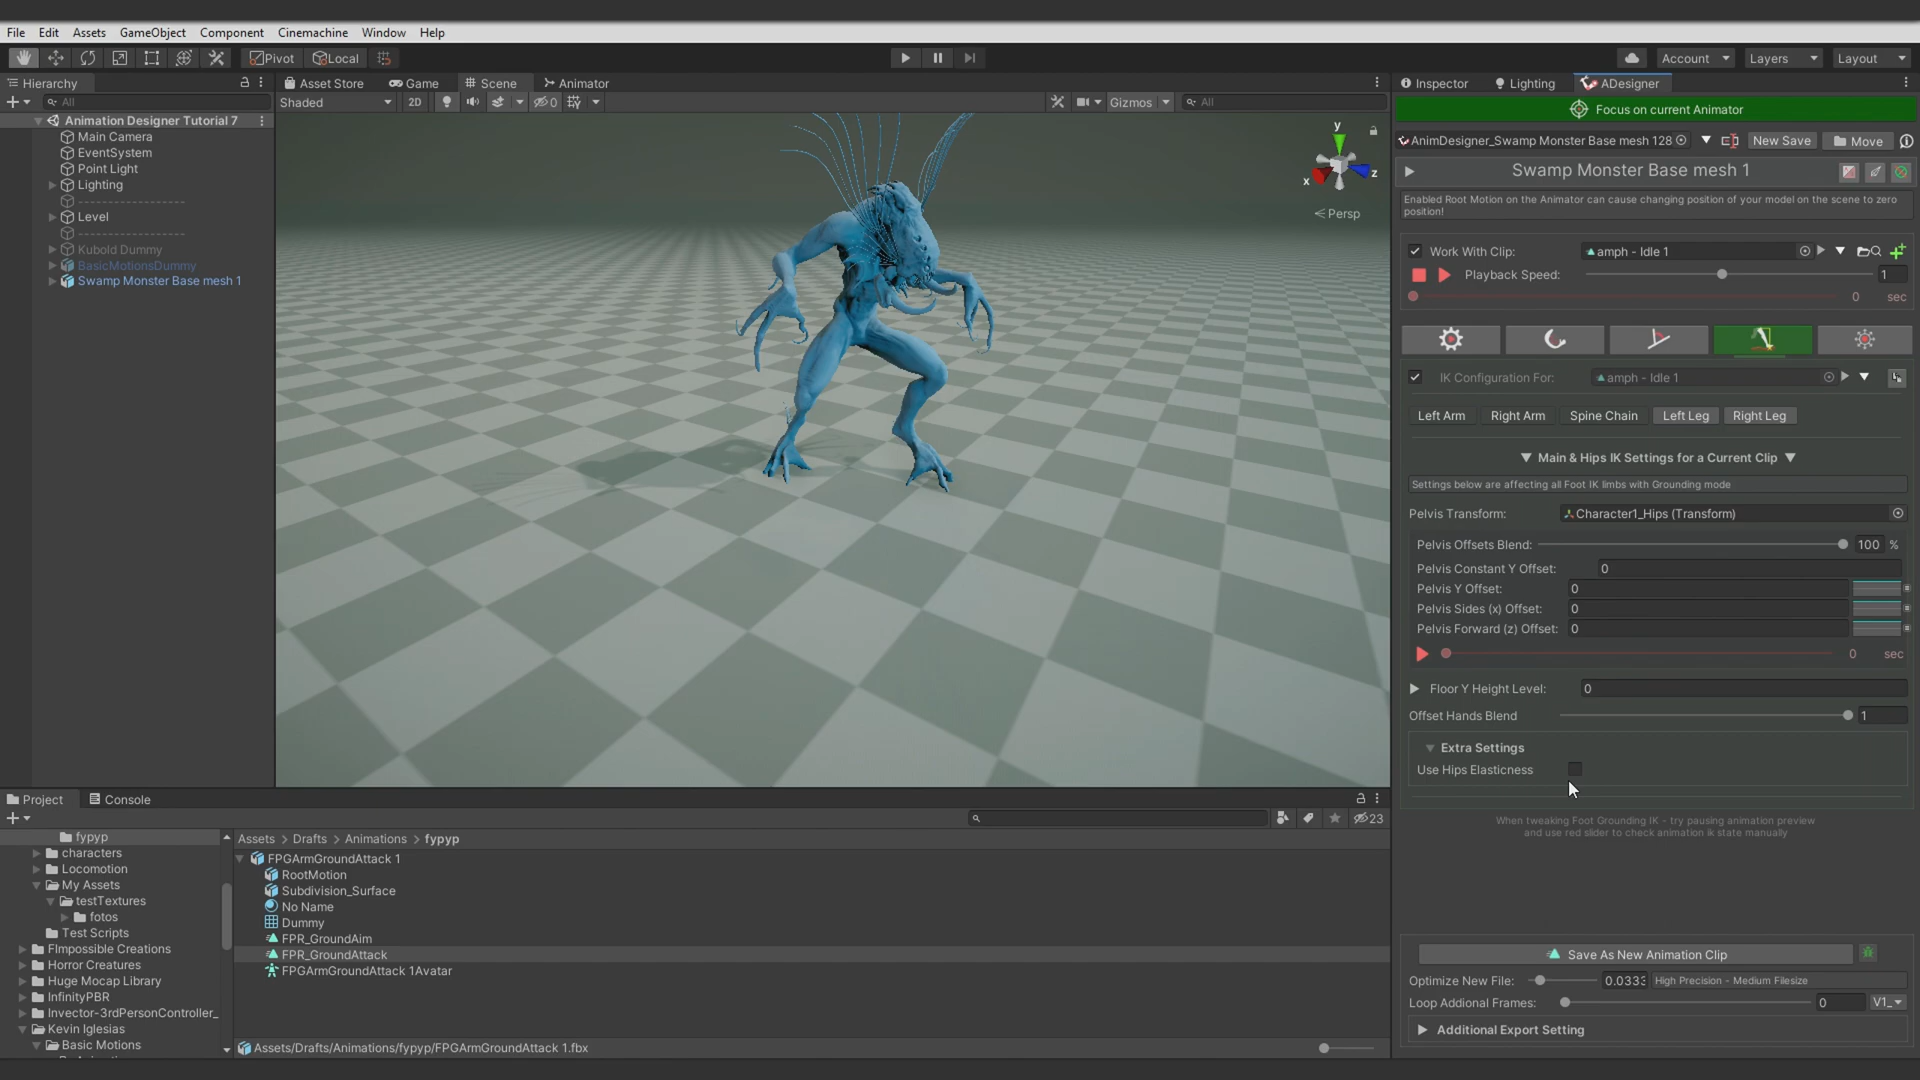 File Edit Assets GameObject Component Cinemachine Window Help
Pivot Local Account Layers Layout
Hierarchy Asset Store Game Scene Animator Inspector Lighting ADesigner
All Shaded 2D 0 Gizmos All
Focus on current Animator
Animation Designer Tutorial 7
Main Camera
EventSystem
Point Light
Lighting
------------------
Level
------------------
Kubold Dummy
BasicMotionsDummy
Swamp Monster Base mesh 1
y
x z
Persp
AnimDesigner_Swamp Monster Base mesh 128 New Save Move
Swamp Monster Base mesh 1
Enabled Root Motion on the Animator can cause changing position of your model on the scene to zero
position!
Work With Clip: amph - Idle 1
Playback Speed: 1
0 sec
IK Configuration For: amph - Idle 1
Left Arm Right Arm Spine Chain Left Leg Right Leg
▼ Main & Hips IK Settings for a Current Clip ▼
Settings below are affecting all Foot IK limbs with Grounding mode
Pelvis Transform: Character1_Hips (Transform)
Pelvis Offsets Blend: 100 %
Pelvis Constant Y Offset: 0
Pelvis Y Offset: 0
Pelvis Sides (x) Offset: 0
Pelvis Forward (z) Offset: 0
0 sec
Floor Y Height Level: 0
Offset Hands Blend 1
Extra Settings
Use Hips Elasticness
When tweaking Foot Grounding IK - try pausing animation preview
and use red slider to check animation ik state manually
Save As New Animation Clip
Optimize New File: 0.0333 High Precision - Medium Filesize
Loop Addional Frames: 0 V1_
Additional Export Setting
Project Console
23
fypyp
characters
Locomotion
My Assets
testTextures
fotos
Test Scripts
FImpossible Creations
Horror Creatures
Huge Mocap Library
InfinityPBR
Invector-3rdPersonController_
Kevin Iglesias
Basic Motions
Assets > Drafts > Animations > fypyp
FPGArmGroundAttack 1
RootMotion
Subdivision_Surface
No Name
Dummy
FPR_GroundAim
FPR_GroundAttack
FPGArmGroundAttack 1Avatar
Assets/Drafts/Animations/fypyp/FPGArmGroundAttack 1.fbx